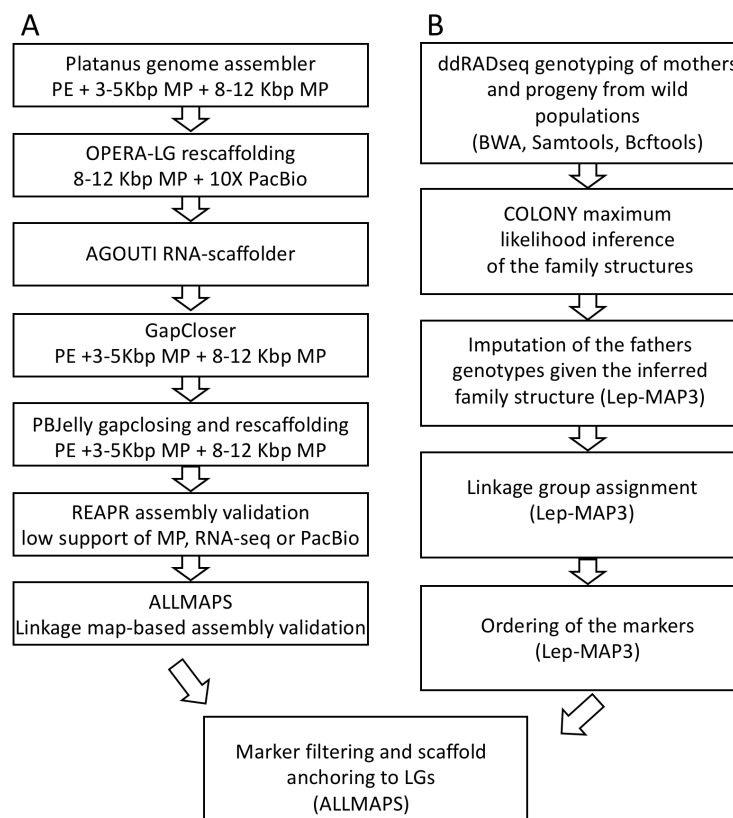 A
Platanus genome assembler
PE + 3-5Kbp MP + 8-12 Kbp MP
OPERA-LG rescaffolding
8-12 Kbp MP + 10X PacBio
AGOUTI RNA-scaffolder
GapCloser
PE +3-5Kbp MP + 8-12 Kbp MP
PBJelly gapclosing and rescaffolding
PE +3-5Kbp MP + 8-12 Kbp MP
REAPR assembly validation
low support of MP, RNA-seq or PacBio
ALLMAPS
Linkage map-based assembly validation
B
ddRADseq genotyping of mothers
and progeny from wild
populations
(BWA, Samtools, Bcftools)
COLONY maximum
likelihood inference
of the family structures
Imputation of the fathers
genotypes given the inferred
family structure (Lep-MAP3)
Linkage group assignment
(Lep-MAP3)
Ordering of the markers
(Lep-MAP3)
Marker filtering and scaffold
anchoring to LGs
(ALLMAPS)